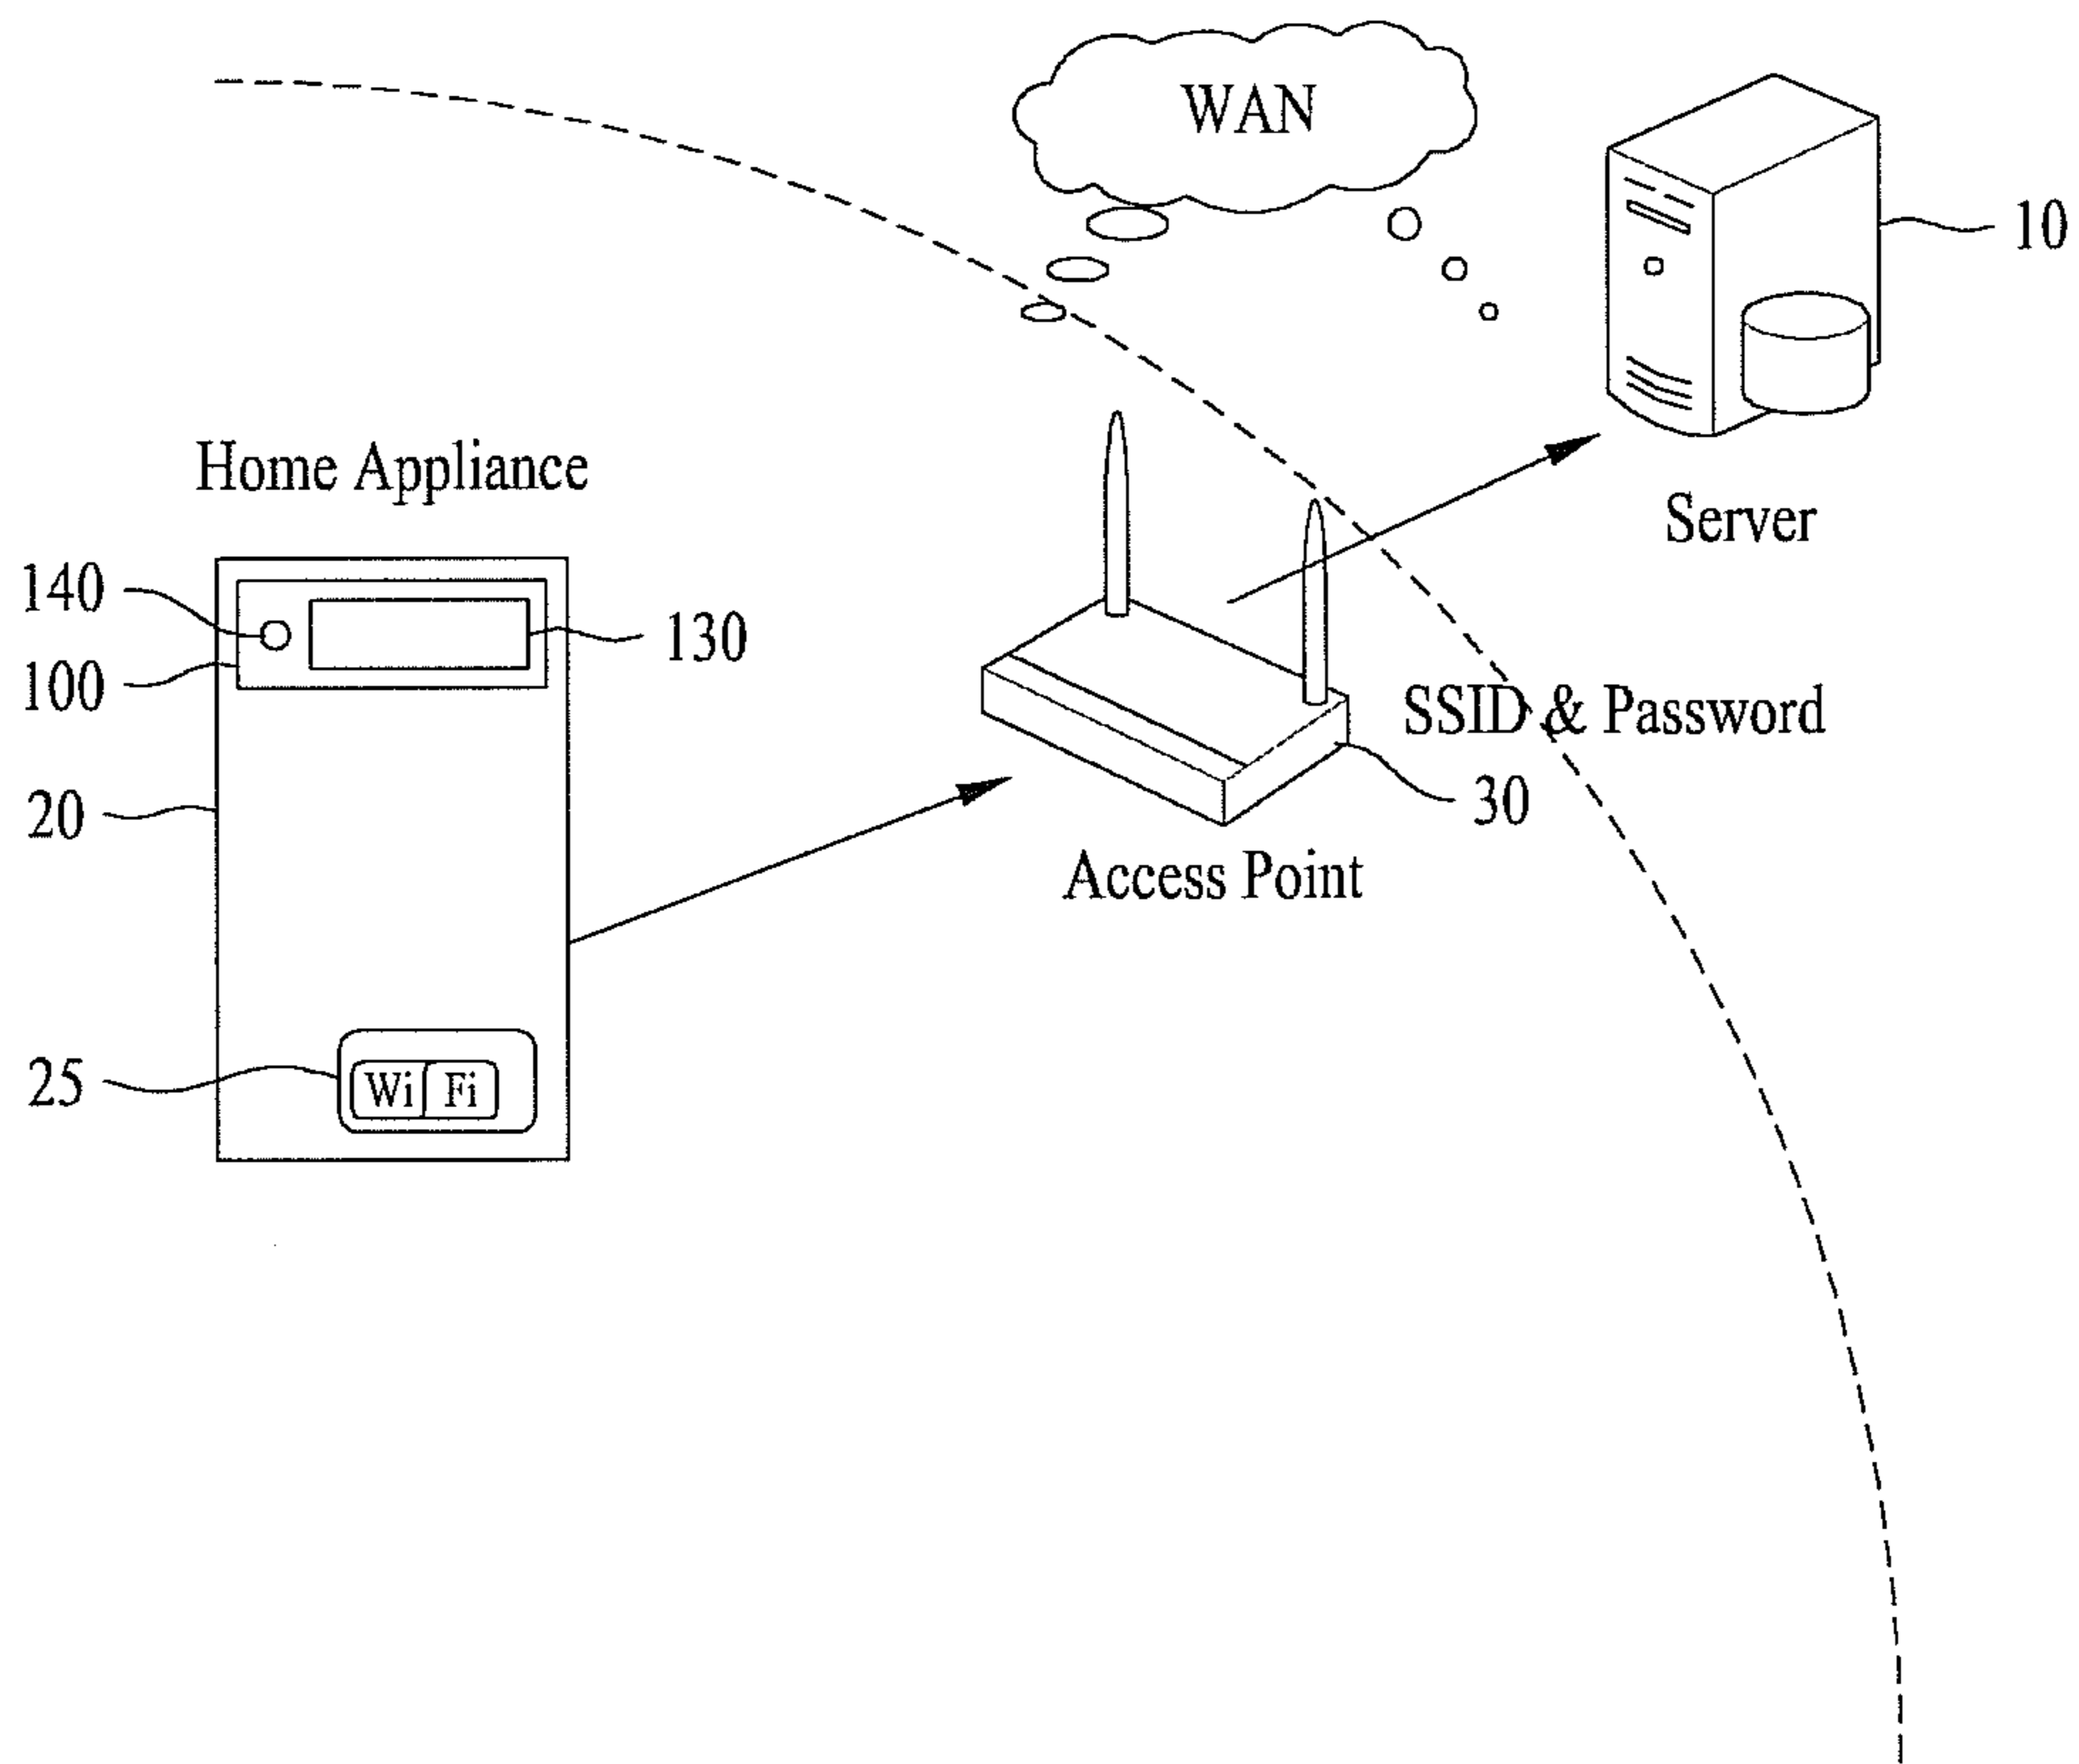 WAN
10
Server
Home Appliance
140
130
100
20
SSID & Password
30
Access Point
25
Wi Fi